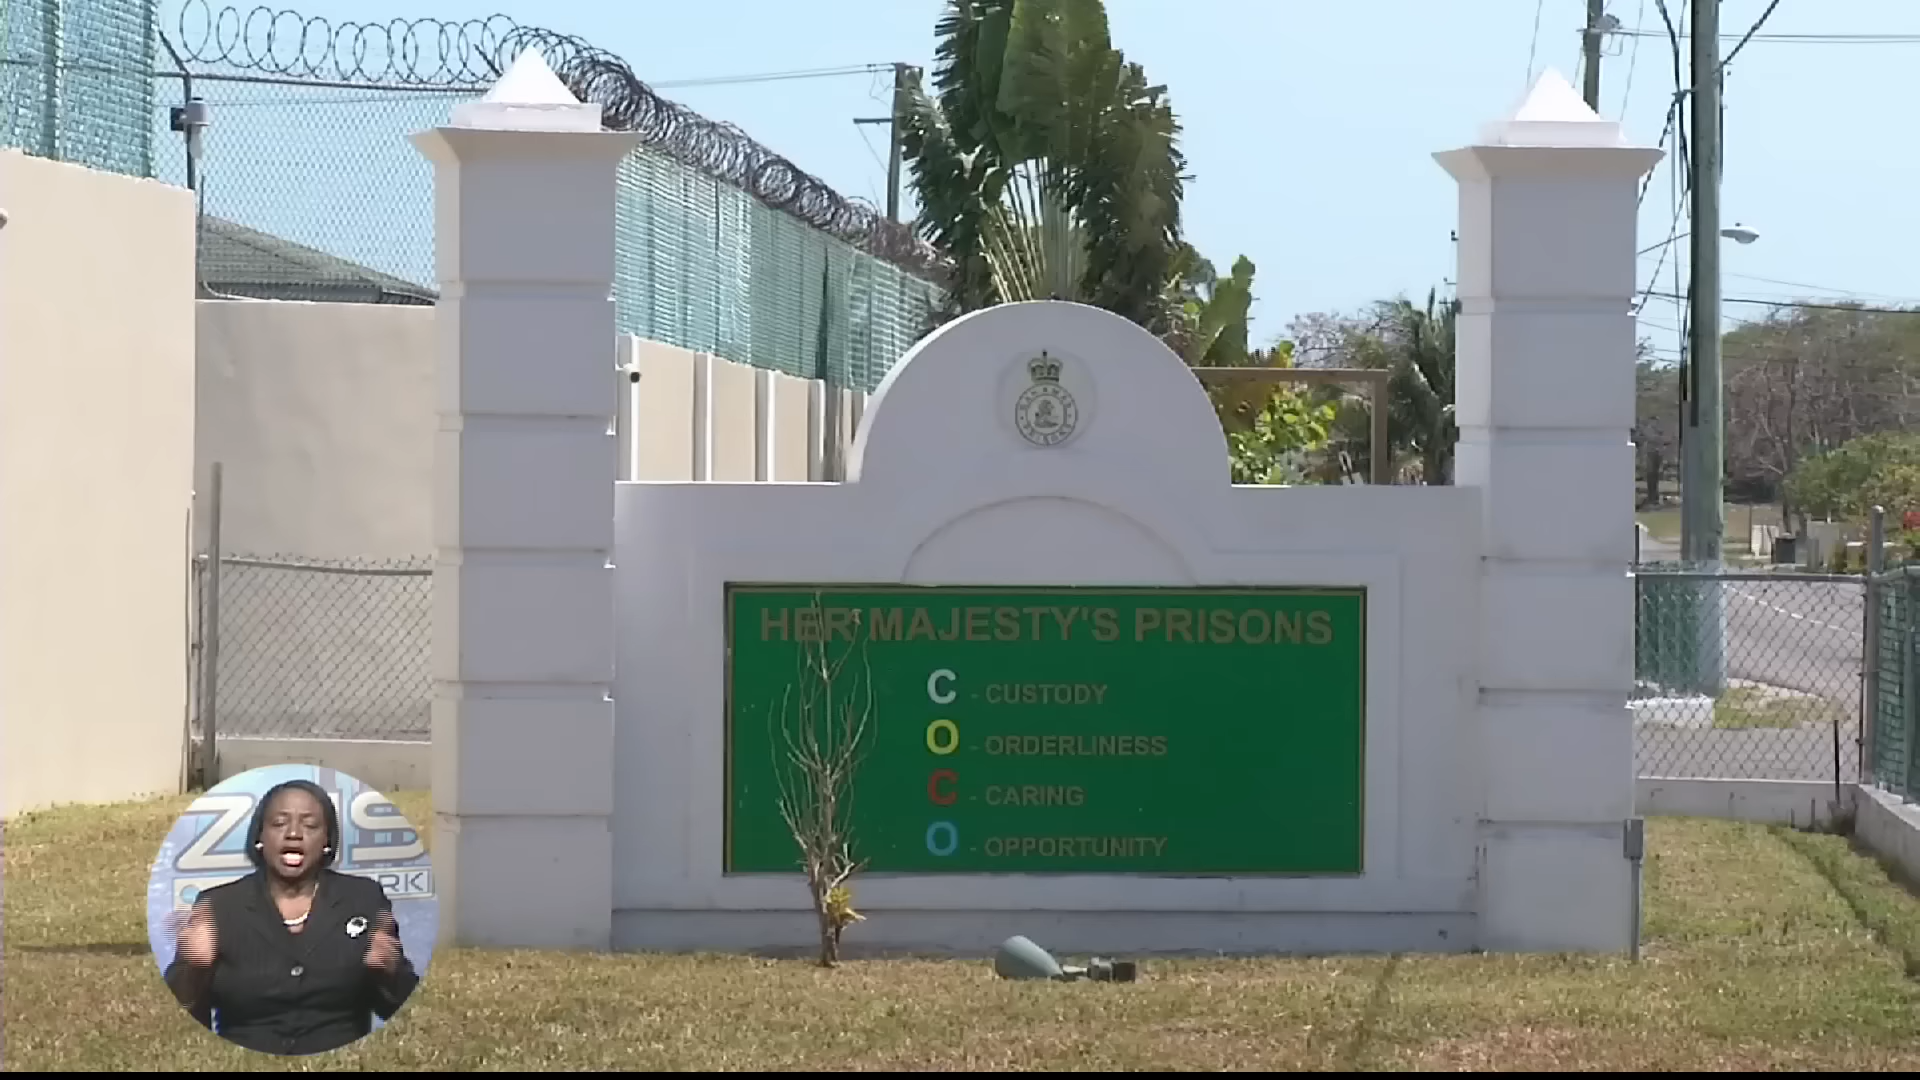 HER MAJESTY'S PRISONS
C - CUSTODY
O - ORDERLINESS
C - CARING
O - OPPORTUNITY